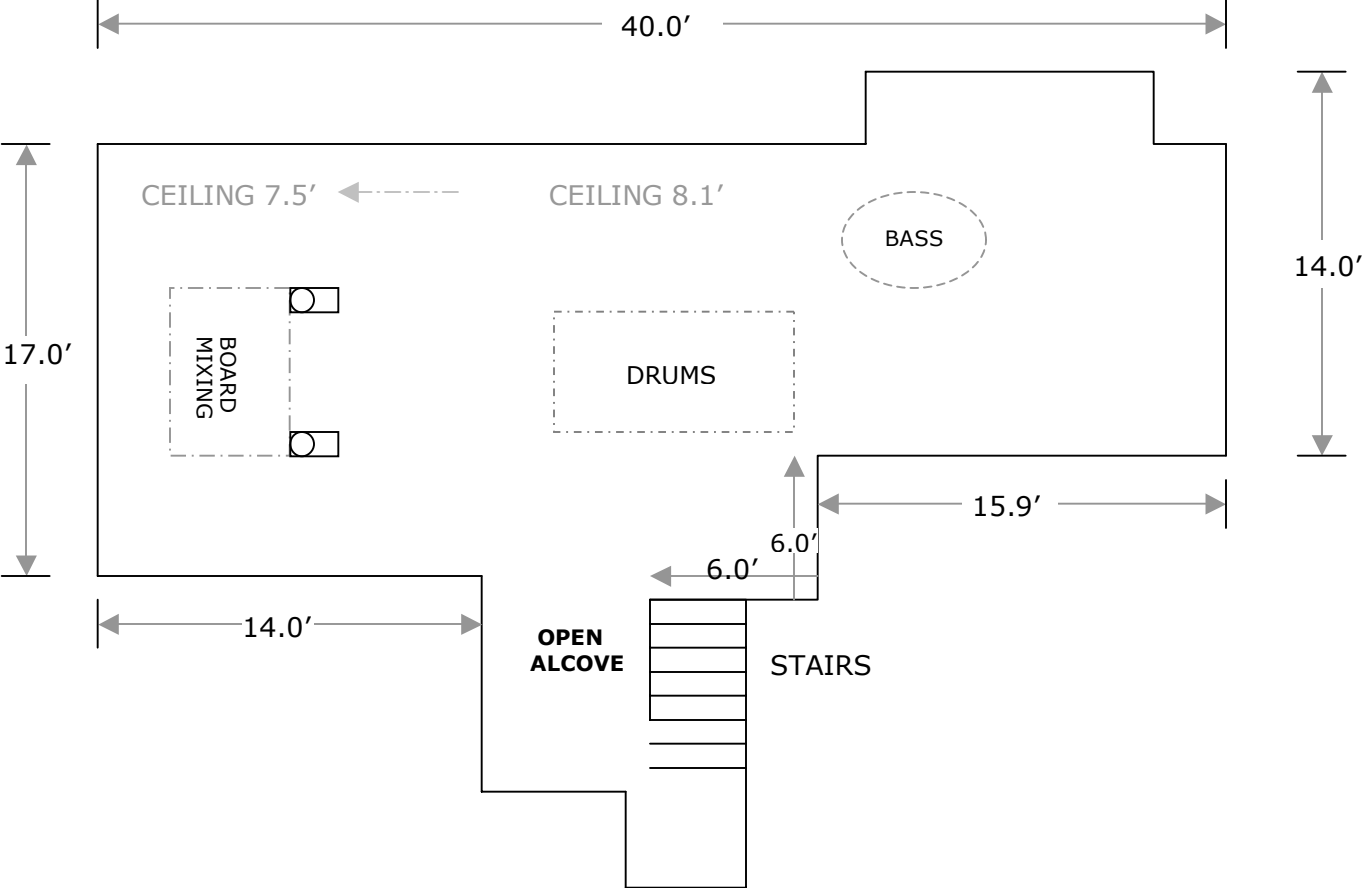 40.0′
CEILING 7.5′
CEILING 8.1′
BASS
14.0′
17.0′
BOARD
MIXING
DRUMS
15.9′
6.0′
6.0′
14.0′
OPEN
ALCOVE
STAIRS